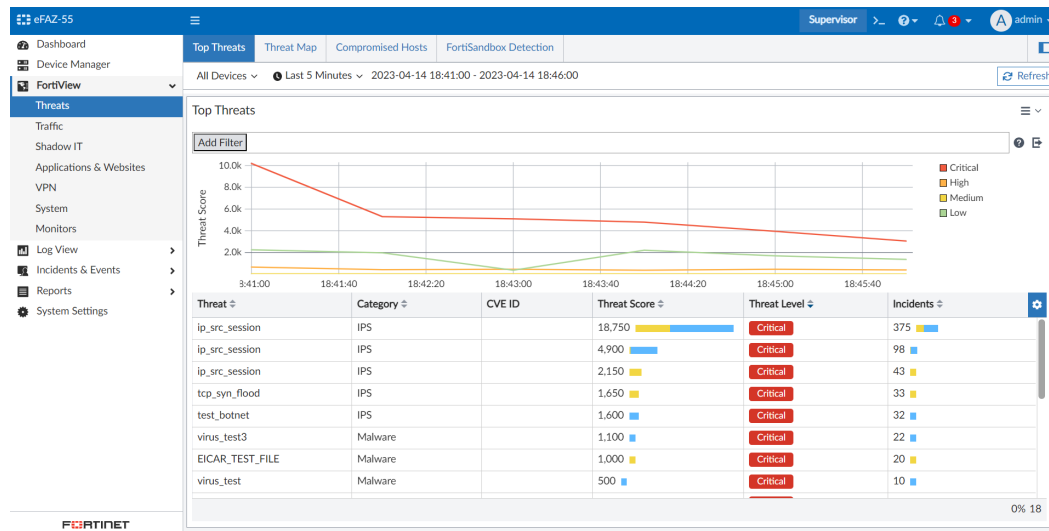 eFAZ-55
Supervisor
3
A
admin
Dashboard
Device Manager
FortiView
Threats
Traffic
Shadow IT
Applications & Websites
VPN
System
Monitors
Log View
Incidents & Events
Reports
System Settings
FORTINET
Top Threats Threat Map Compromised Hosts FortiSandbox Detection
All Devices Last 5 Minutes 2023-04-14 18:41:00 - 2023-04-14 18:46:00
Refresh
Top Threats
Add Filter
Threat Score
10.0k
8.0k
6.0k
4.0k
2.0k
3:41:00 18:41:40 18:42:20 18:43:00 18:43:40 18:44:20 18:45:00 18:45:40
Critical
High
Medium
Low
Threat Category CVE ID Threat Score Threat Level Incidents
ip_src_session IPS 18,750 Critical 375
ip_src_session IPS 4,900 Critical 98
ip_src_session IPS 2,150 Critical 43
tcp_syn_flood IPS 1,650 Critical 33
test_botnet IPS 1,600 Critical 32
virus_test3 Malware 1,100 Critical 22
EICAR_TEST_FILE Malware 1,000 Critical 20
virus_test Malware 500 Critical 10
0% 18